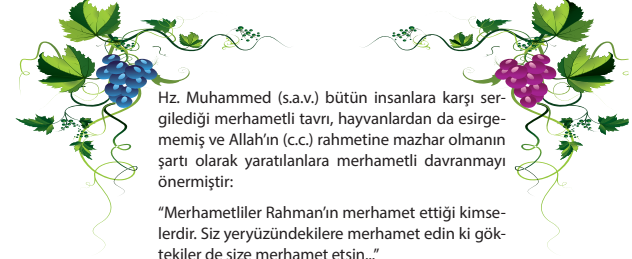 Hz. Muhammed (s.a.v.) bütün insanlara karşı ser-
gilediği merhametli tavrı, hayvanlardan da esirge-
memiş ve Allah’ın (c.c.) rahmetine mazhar olmanın
şartı olarak yaratılanlara merhametli davranmayı
önermiştir:
“Merhametliler Rahman’ın merhamet ettiği kimse-
lerdir. Siz yeryüzündekilere merhamet edin ki gök-
tekiler de size merhamet etsin...”